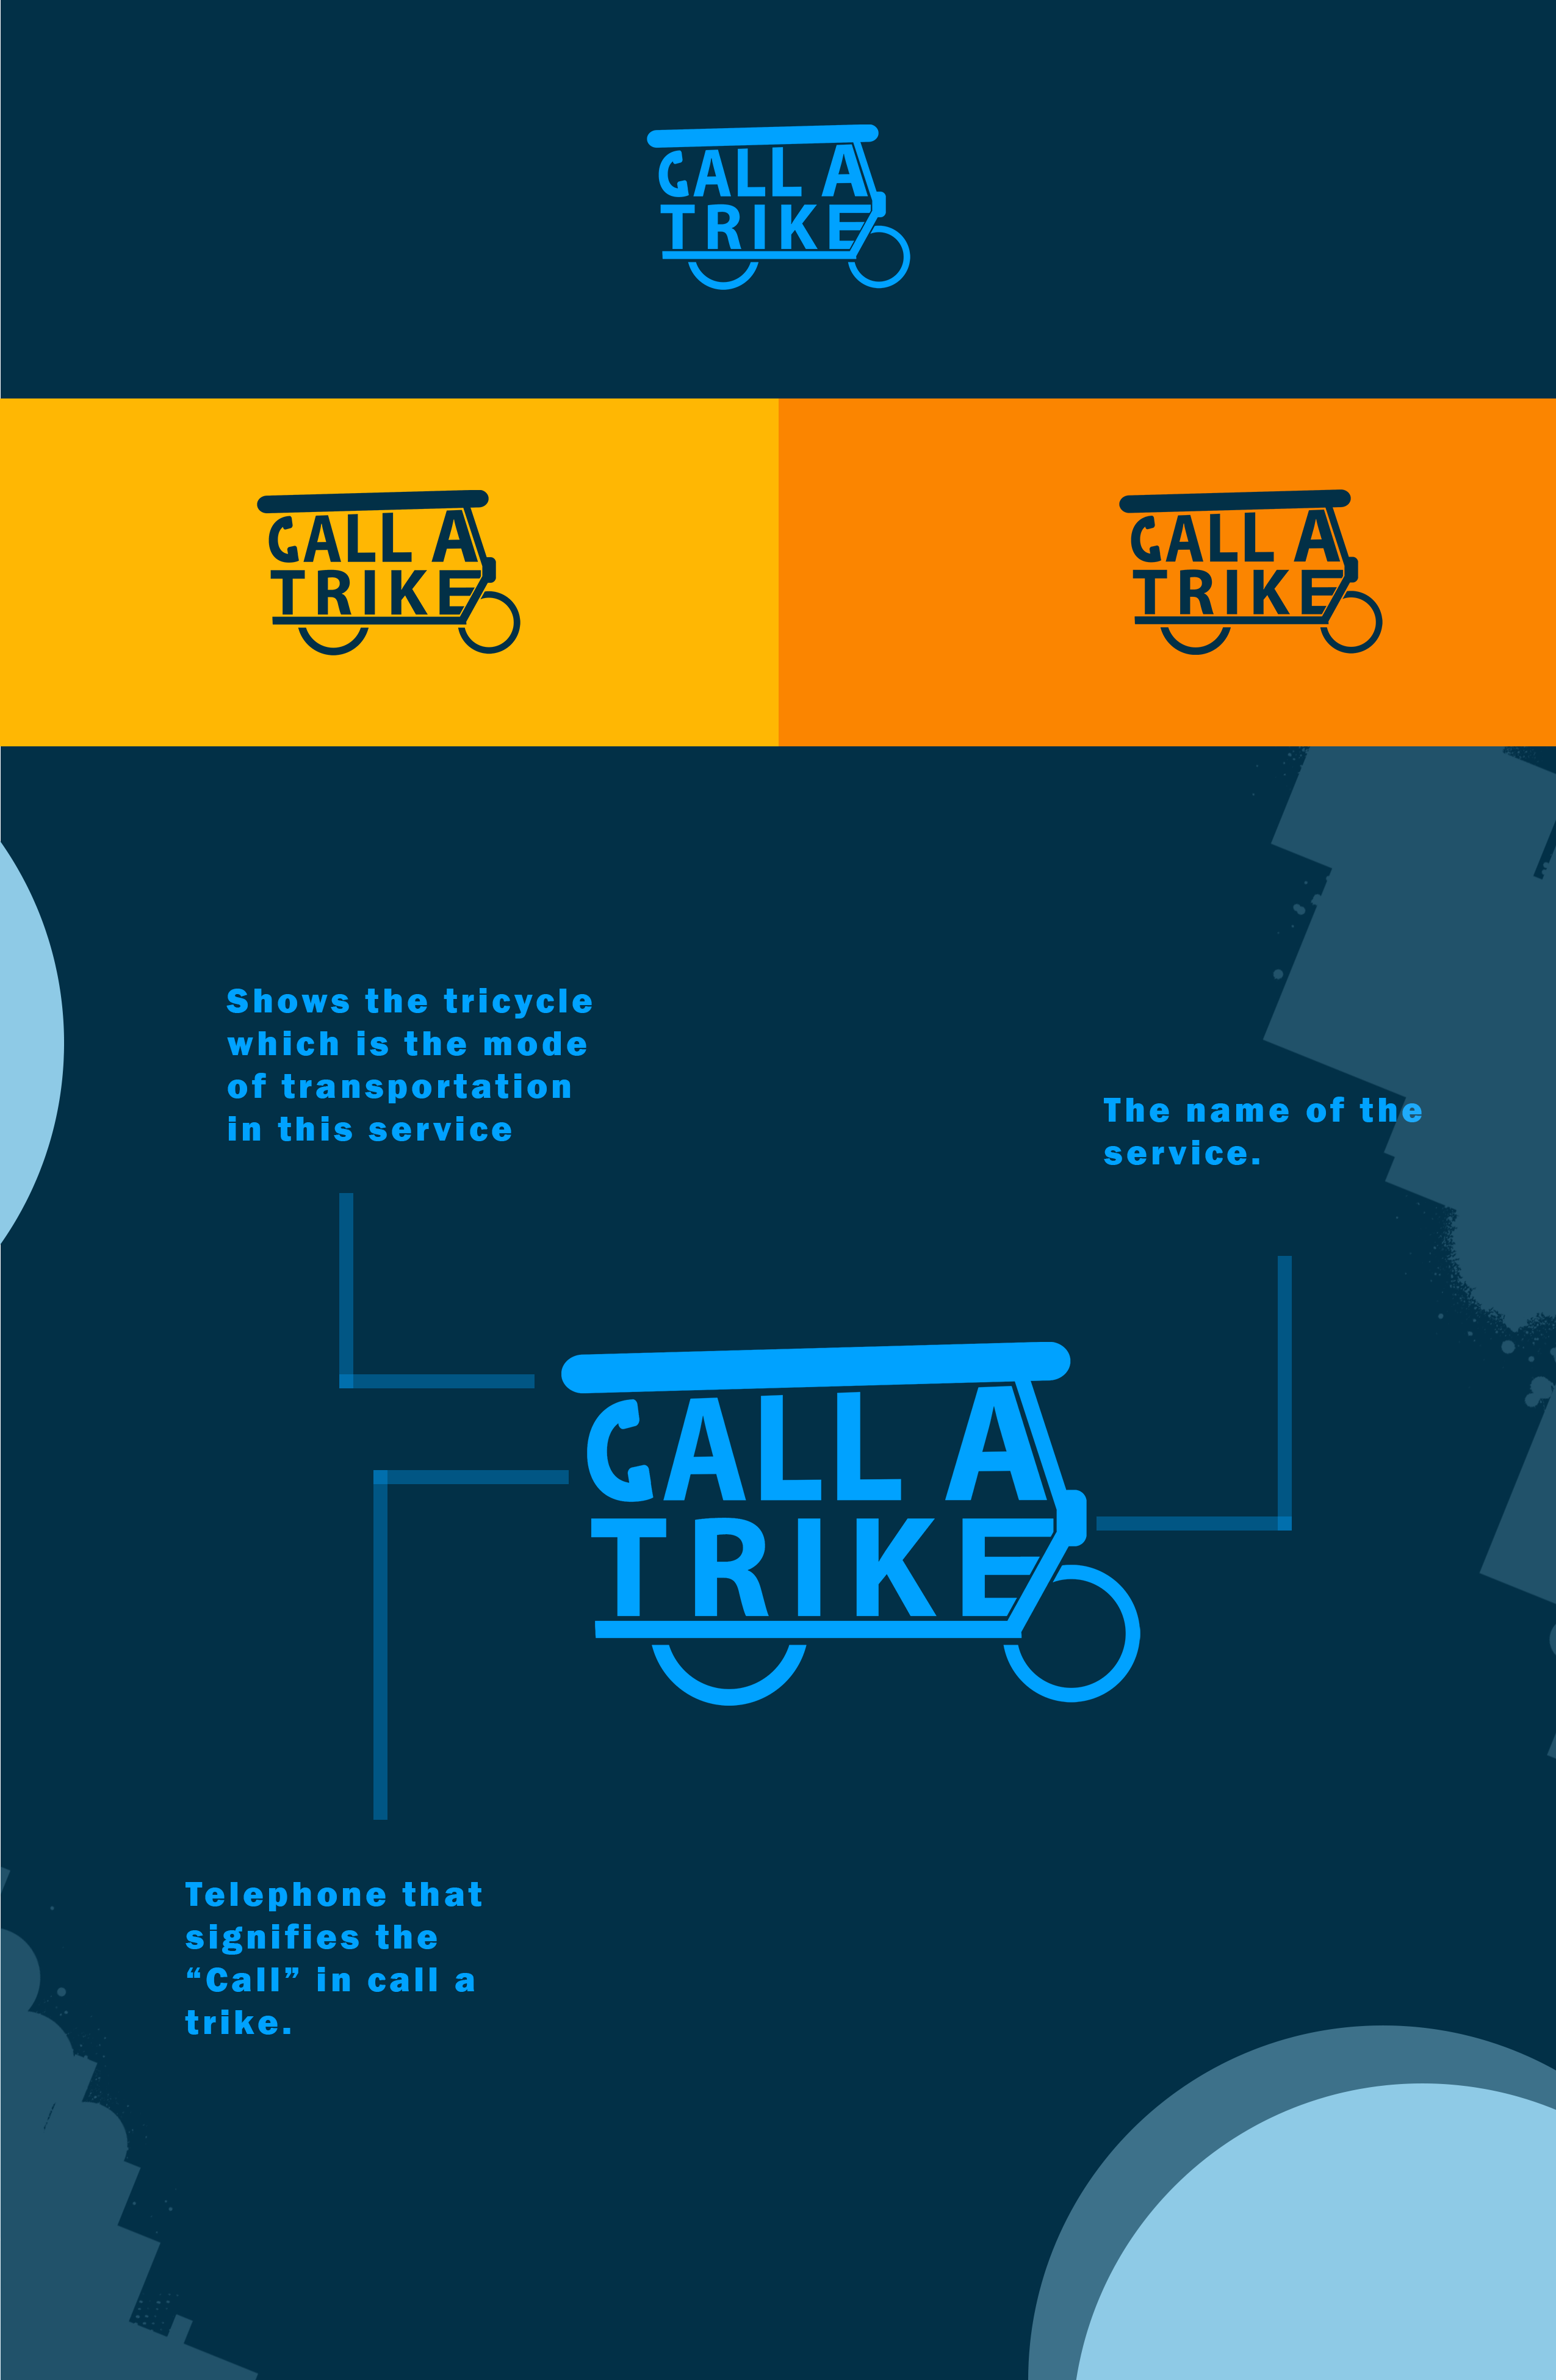 CALL A
TRIKE
CALL A
TRIKE
CALL A
TRIKE
Shows the tricycle
which is the mode
of transportation
in this service
The name of the
service.
CALL A
TRIKE
Telephone that
signifies the
“Call” in call a
trike.